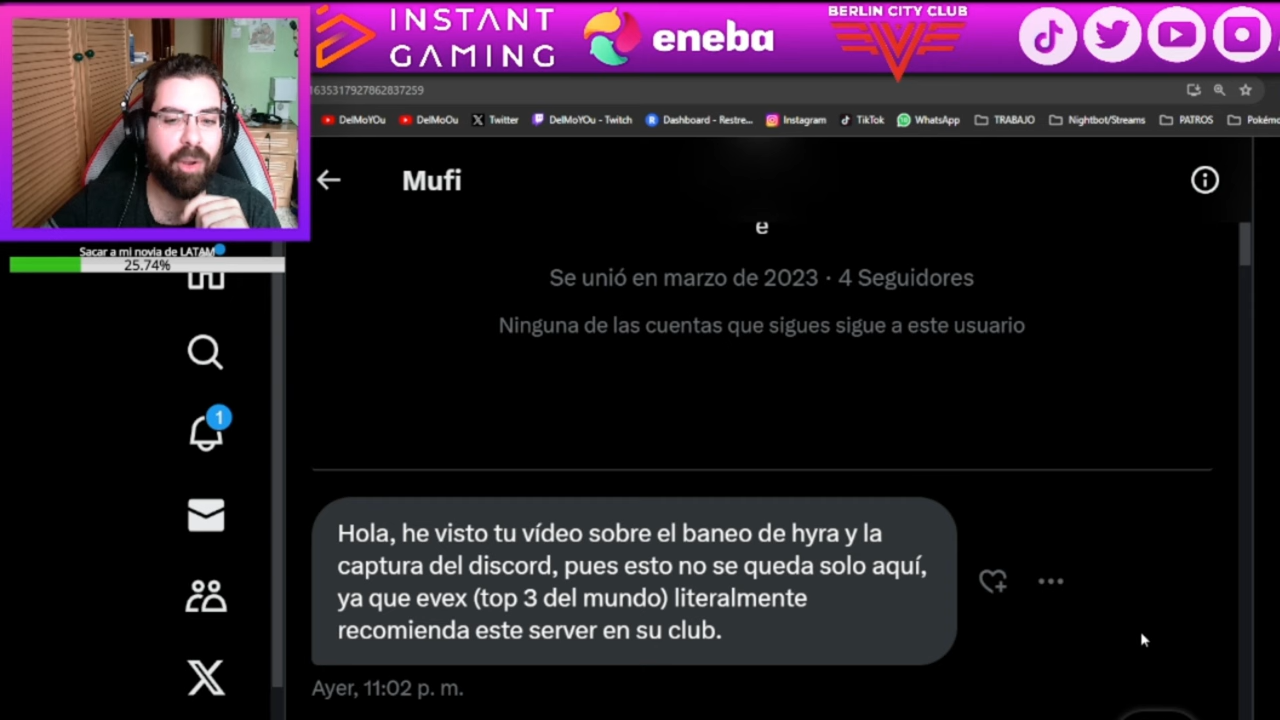 INSTANT
GAMING
eneba
BERLIN CITY CLUB
1635317927862837259
DelMoYOu
DelMoOu
Twitter
DelMoYOu - Twitch
Dashboard - Restre...
Instagram
TikTok
WhatsApp
TRABAJO
Nightbot/Streams
PATROS
Pokémo
Mufi
e
Se unió en marzo de 2023 · 4 Seguidores
Ninguna de las cuentas que sigues sigue a este usuario
Sacar a mi novia de LATAM
25.74%
1
Hola, he visto tu vídeo sobre el baneo de hyra y la
captura del discord, pues esto no se queda solo aquí,
ya que evex (top 3 del mundo) literalmente
recomienda este server en su club.
Ayer, 11:02 p. m.